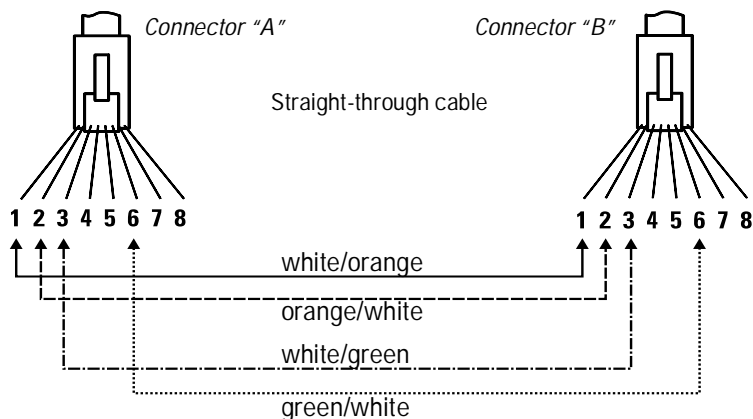 Connector “A”
Connector “B”
Straight-through cable
1 2 3 4 5 6 7 8
1 2 3 4 5 6 7 8
white/orange
orange/white
white/green
green/white